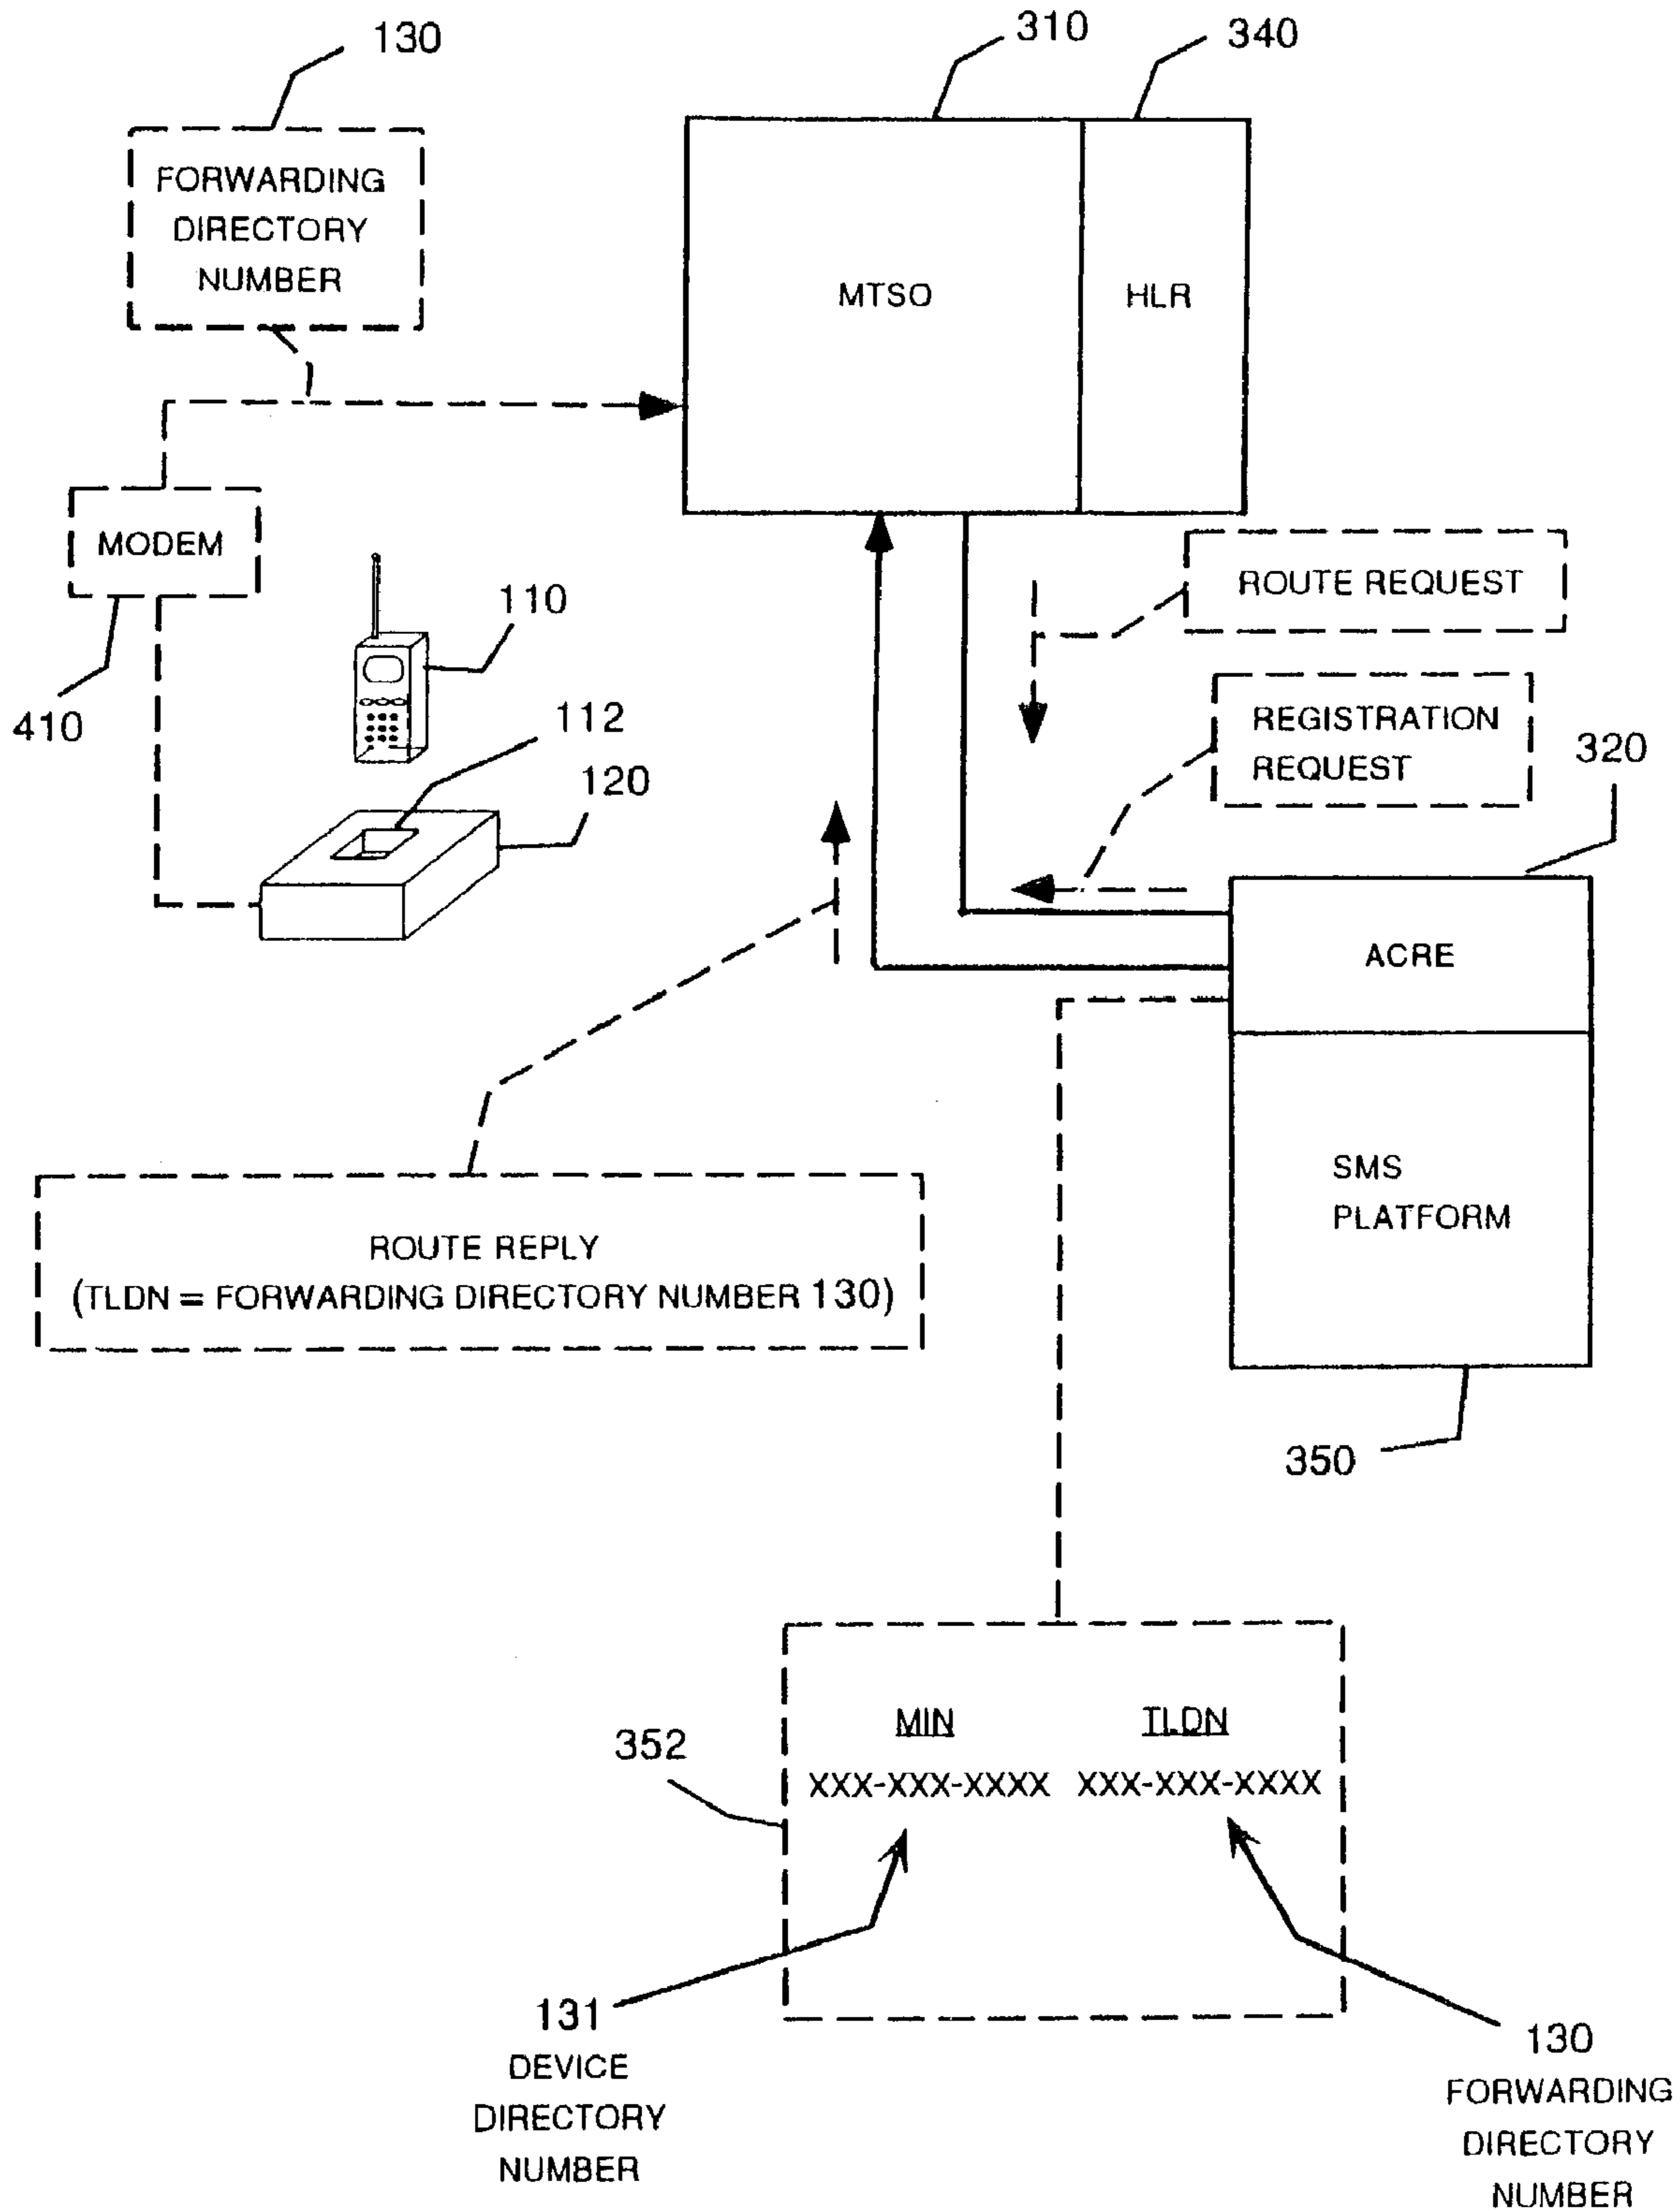 130
310
340
FORWARDING
DIRECTORY
NUMBER
MTSO
HLR
MODEM
ROUTE REQUEST
110
410
112
REGISTRATION
REQUEST
320
120
ACRE
SMS
PLATFORM
ROUTE REPLY
(TLDN = FORWARDING DIRECTORY NUMBER 130)
350
MIN TLDN
352
XXX-XXX-XXXX XXX-XXX-XXXX
131
DEVICE
DIRECTORY
NUMBER
130
FORWARDING
DIRECTORY
NUMBER